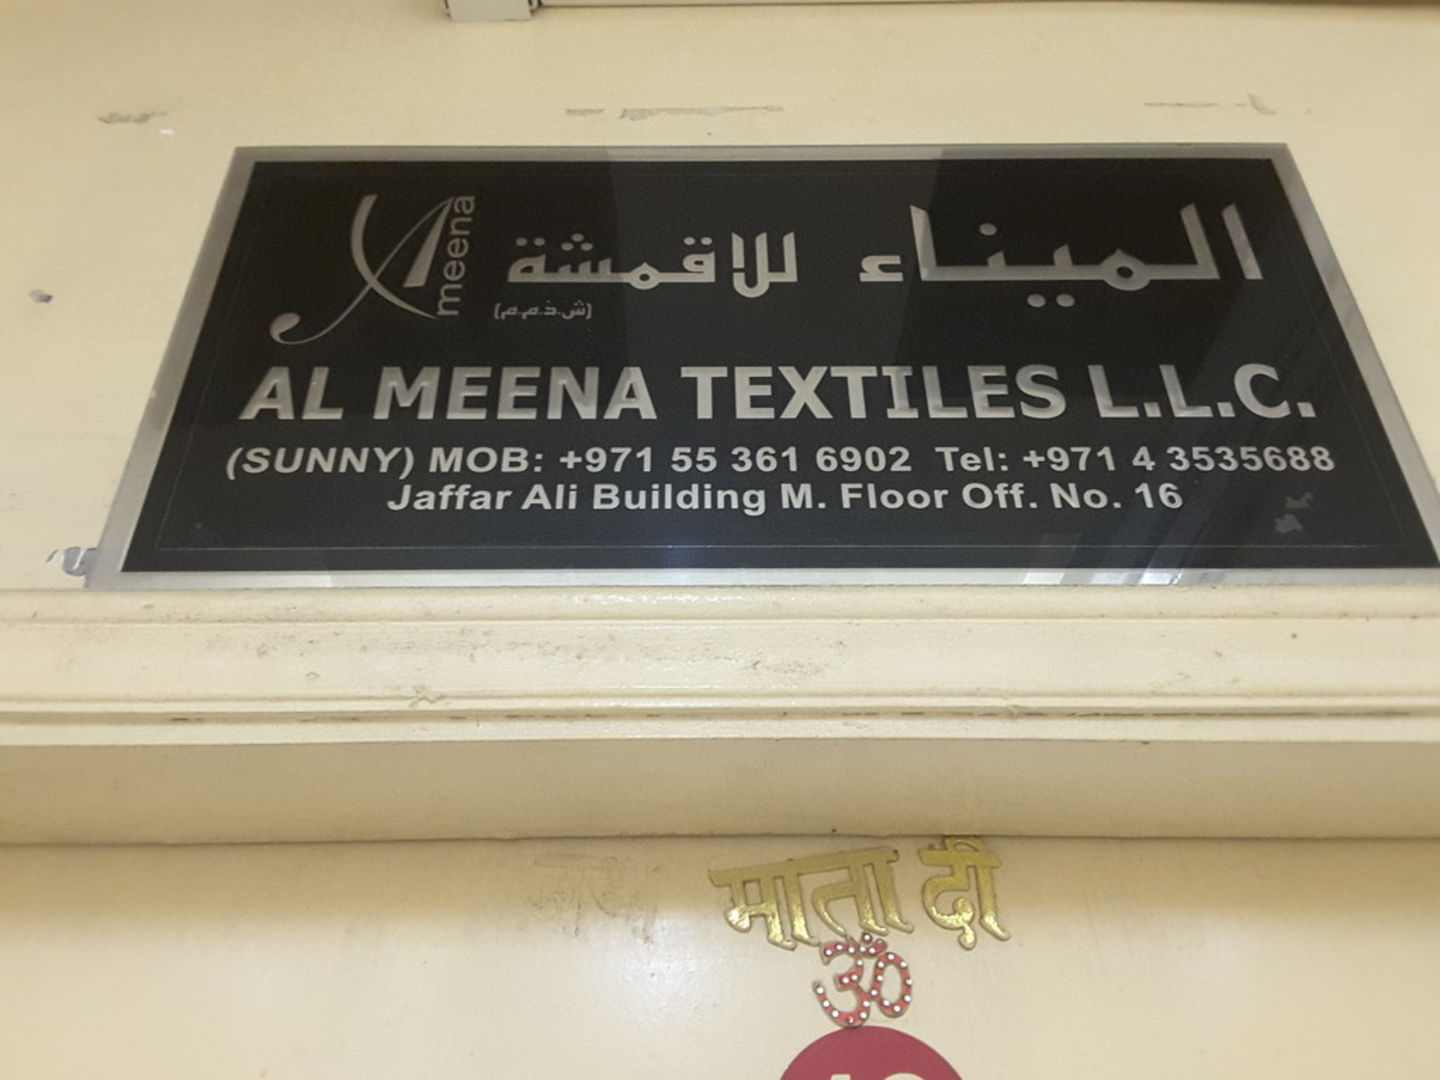 A meena
الميناء للاقمشة
(ش.ذ.م.م)
AL MEENA TEXTILES L.L.C.
(SUNNY) MOB: +971 55 361 6902 Tel: +971 4 3535688
Jaffar Ali Building M. Floor Off. No. 16
माता दी
ॐ